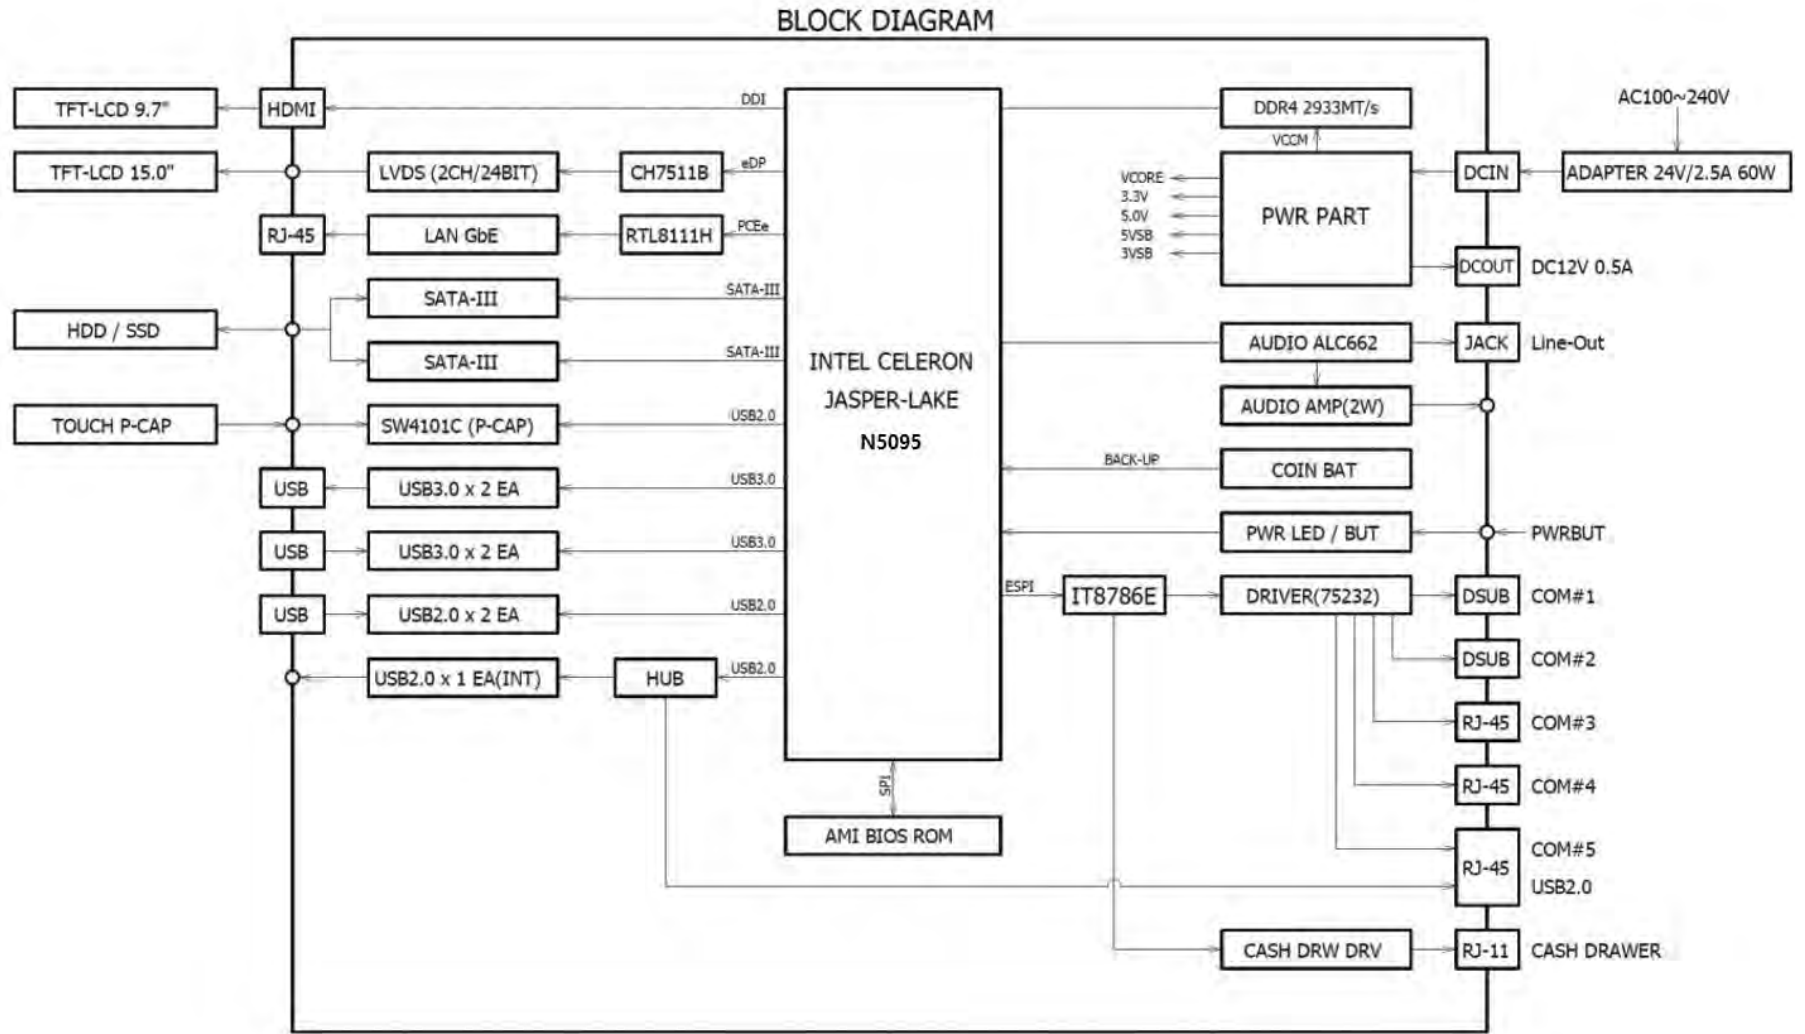 BLOCK DIAGRAM
TFT-LCD 9.7"
HDMI
DDI
DDR4 2933MT/s
AC100~240V
VCCM
TFT-LCD 15.0"
LVDS (2CH/24BIT)
CH7511B
eDP
DCIN
ADAPTER 24V/2.5A 60W
VCORE
3.3V
5.0V
5VSB
3VSB
PWR PART
RJ-45
LAN GbE
RTL8111H
PCEe
DCOUT
DC12V 0.5A
SATA-III
SATA-III
HDD / SSD
SATA-III
SATA-III
AUDIO ALC662
JACK
Line-Out
INTEL CELERON
JASPER-LAKE
N5095
AUDIO AMP(2W)
TOUCH P-CAP
SW4101C (P-CAP)
USB2.0
BACK-UP
COIN BAT
USB
USB3.0 x 2 EA
USB3.0
PWR LED / BUT
PWRBUT
USB
USB3.0 x 2 EA
USB3.0
ESPI
IT8786E
DRIVER(75232)
DSUB
COM#1
USB
USB2.0 x 2 EA
USB2.0
DSUB
COM#2
USB2.0 x 1 EA(INT)
HUB
USB2.0
RJ-45
COM#3
SPI
RJ-45
COM#4
AMI BIOS ROM
COM#5
RJ-45
USB2.0
CASH DRW DRV
RJ-11
CASH DRAWER